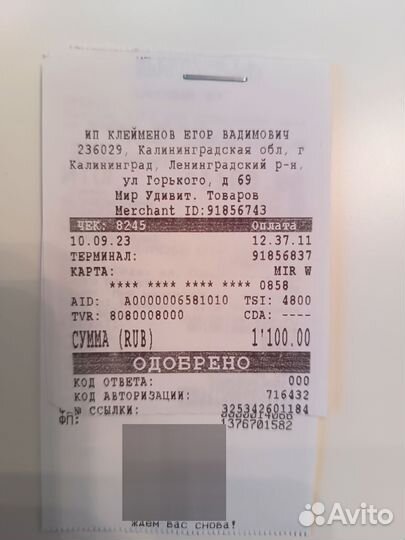 ИП КЛЕЙМЕНОВ ЕГОР ВАДИМОВИЧ
236029, Калининградская обл, г
Калининград, Ленинградский р-н,
ул Горького, д 69
Мир Удивит. Товаров
Merchant ID:91856743
ЧЕК: 8245 Оплата
10.09.23 12.37.11
ТЕРМИНАЛ: 91856837
КАРТА: MIR W
**** **** **** **** 0858
AID: A0000006581010 TSI: 4800
TVR: 8080008000 CDA: ----
СУММА (RUB) 1'100.00
ОДОБРЕНО
КОД ОТВЕТА: 000
КОД АВТОРИЗАЦИИ: 716432
№ ССЫЛКИ: 325342601184
ФП: 1376701582
ждем вас снова!
Avito